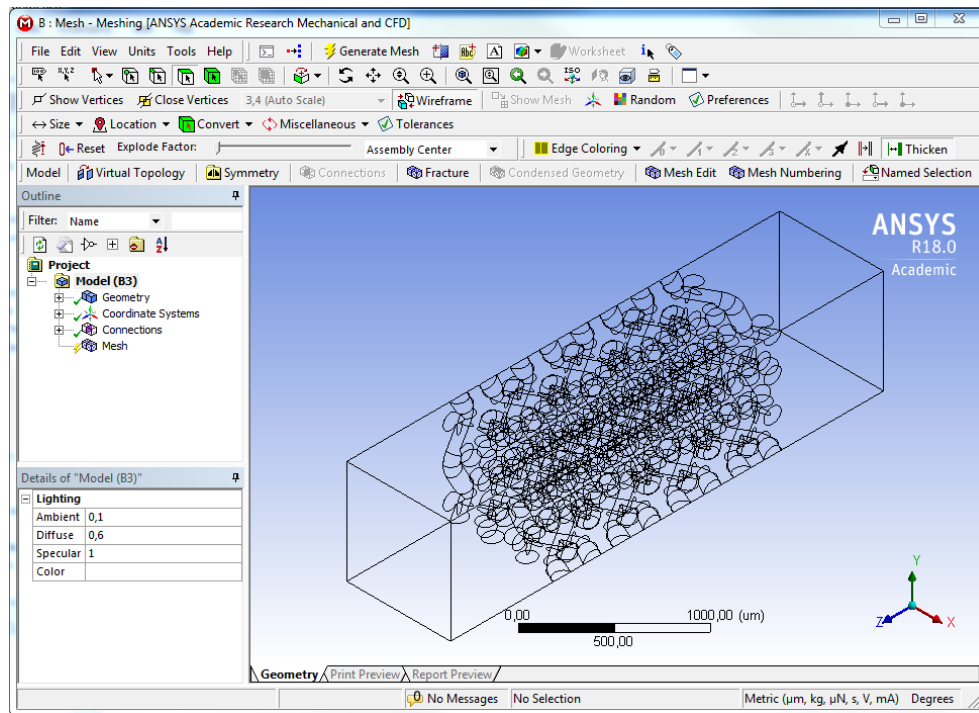 B : Mesh - Meshing [ANSYS Academic Research Mechanical and CFD]
File Edit View Units Tools Help Generate Mesh Abc A Worksheet i
X,Y,Z ISO
Show Vertices Close Vertices 3,4 (Auto Scale) Wireframe Show Mesh Random Preferences
Size Location Convert Miscellaneous Tolerances
Reset Explode Factor: Assembly Center Edge Coloring Thicken
Model Virtual Topology Symmetry Connections Fracture Condensed Geometry Mesh Edit Mesh Numbering Named Selection
Outline
Filter: Name
Project
Model (B3)
Geometry
Coordinate Systems
Connections
Mesh
Details of "Model (B3)"
Lighting
Ambient 0,1
Diffuse 0,6
Specular 1
Color
ANSYS
R18.0
Academic
0,00 1000,00 (um)
500,00
Y
Z X
Geometry Print Preview Report Preview
0 No Messages No Selection Metric (µm, kg, µN, s, V, mA) Degrees